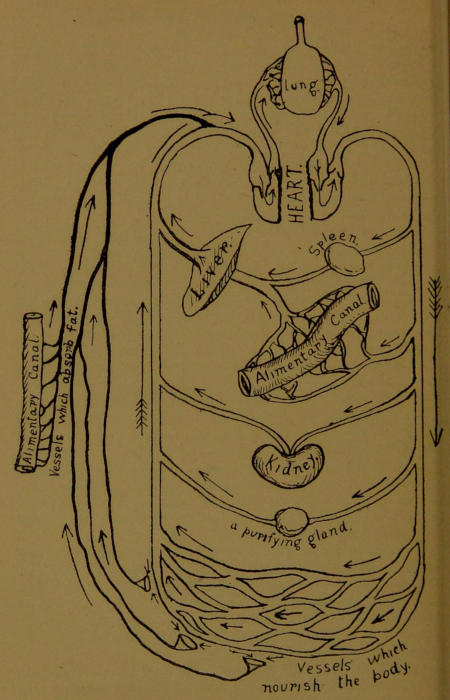 Lung.
HEART.
Spleen.
Liver.
Alimentary Canal
Alimentary Canal.
Vessels which absorb fat.
Kidney
a purifying gland.
Vessels which
nourish the body.